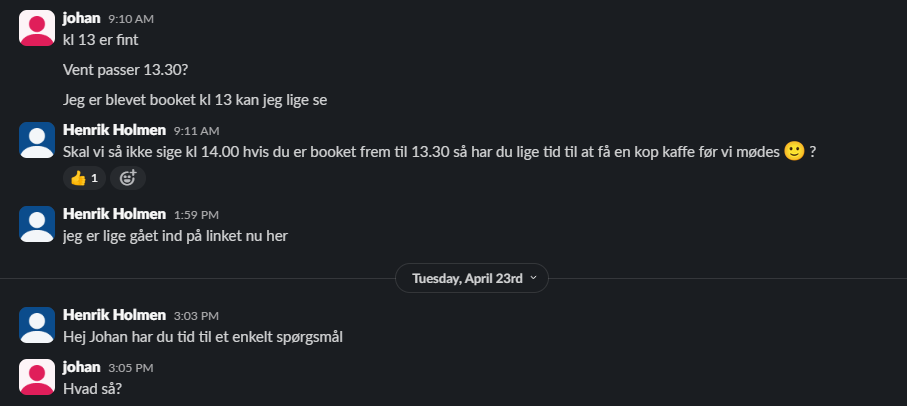 johan 9:10 AM
kl 13 er fint
Vent passer 13.30?
Jeg er blevet booket kl 13 kan jeg lige se
Henrik Holmen 9:11 AM
Skal vi så ikke sige kl 14.00 hvis du er booket frem til 13.30 så har du lige tid til at få en kop kaffe før vi mødes 🙂 ?
👍 1
Henrik Holmen 1:59 PM
jeg er lige gået ind på linket nu her
Tuesday, April 23rd
Henrik Holmen 3:03 PM
Hej Johan har du tid til et enkelt spørgsmål
johan 3:05 PM
Hvad så?